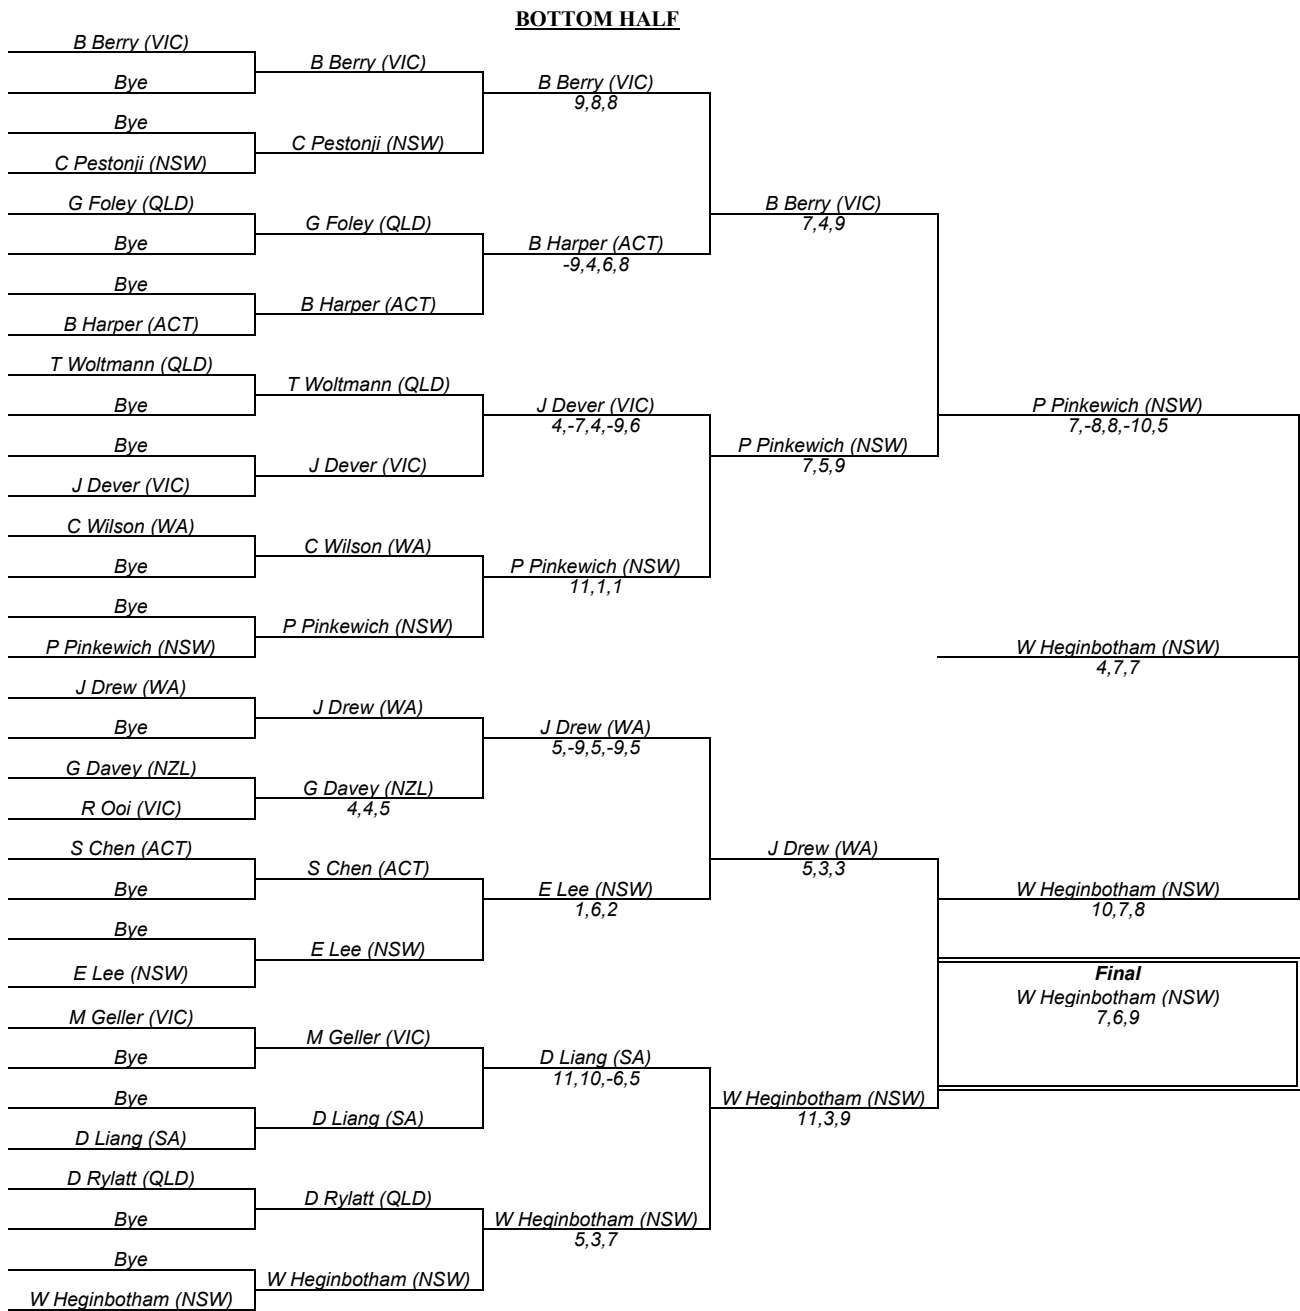 BOTTOM HALF
B Berry (VIC)
Bye
Bye
C Pestonji (NSW)
G Foley (QLD)
Bye
Bye
B Harper (ACT)
T Woltmann (QLD)
Bye
Bye
J Dever (VIC)
C Wilson (WA)
Bye
Bye
P Pinkewich (NSW)
J Drew (WA)
Bye
G Davey (NZL)
R Ooi (VIC)
S Chen (ACT)
Bye
Bye
E Lee (NSW)
M Geller (VIC)
Bye
Bye
D Liang (SA)
D Rylatt (QLD)
Bye
Bye
W Heginbotham (NSW)
B Berry (VIC)
C Pestonji (NSW)
G Foley (QLD)
B Harper (ACT)
T Woltmann (QLD)
J Dever (VIC)
C Wilson (WA)
P Pinkewich (NSW)
J Drew (WA)
G Davey (NZL)
4,4,5
S Chen (ACT)
E Lee (NSW)
M Geller (VIC)
D Liang (SA)
D Rylatt (QLD)
W Heginbotham (NSW)
B Berry (VIC)
9,8,8
B Harper (ACT)
-9,4,6,8
J Dever (VIC)
4,-7,4,-9,6
P Pinkewich (NSW)
11,1,1
J Drew (WA)
5,-9,5,-9,5
E Lee (NSW)
1,6,2
D Liang (SA)
11,10,-6,5
W Heginbotham (NSW)
5,3,7
B Berry (VIC)
7,4,9
P Pinkewich (NSW)
7,5,9
J Drew (WA)
5,3,3
W Heginbotham (NSW)
11,3,9
P Pinkewich (NSW)
7,-8,8,-10,5
W Heginbotham (NSW)
4,7,7
W Heginbotham (NSW)
10,7,8
Final
W Heginbotham (NSW)
7,6,9